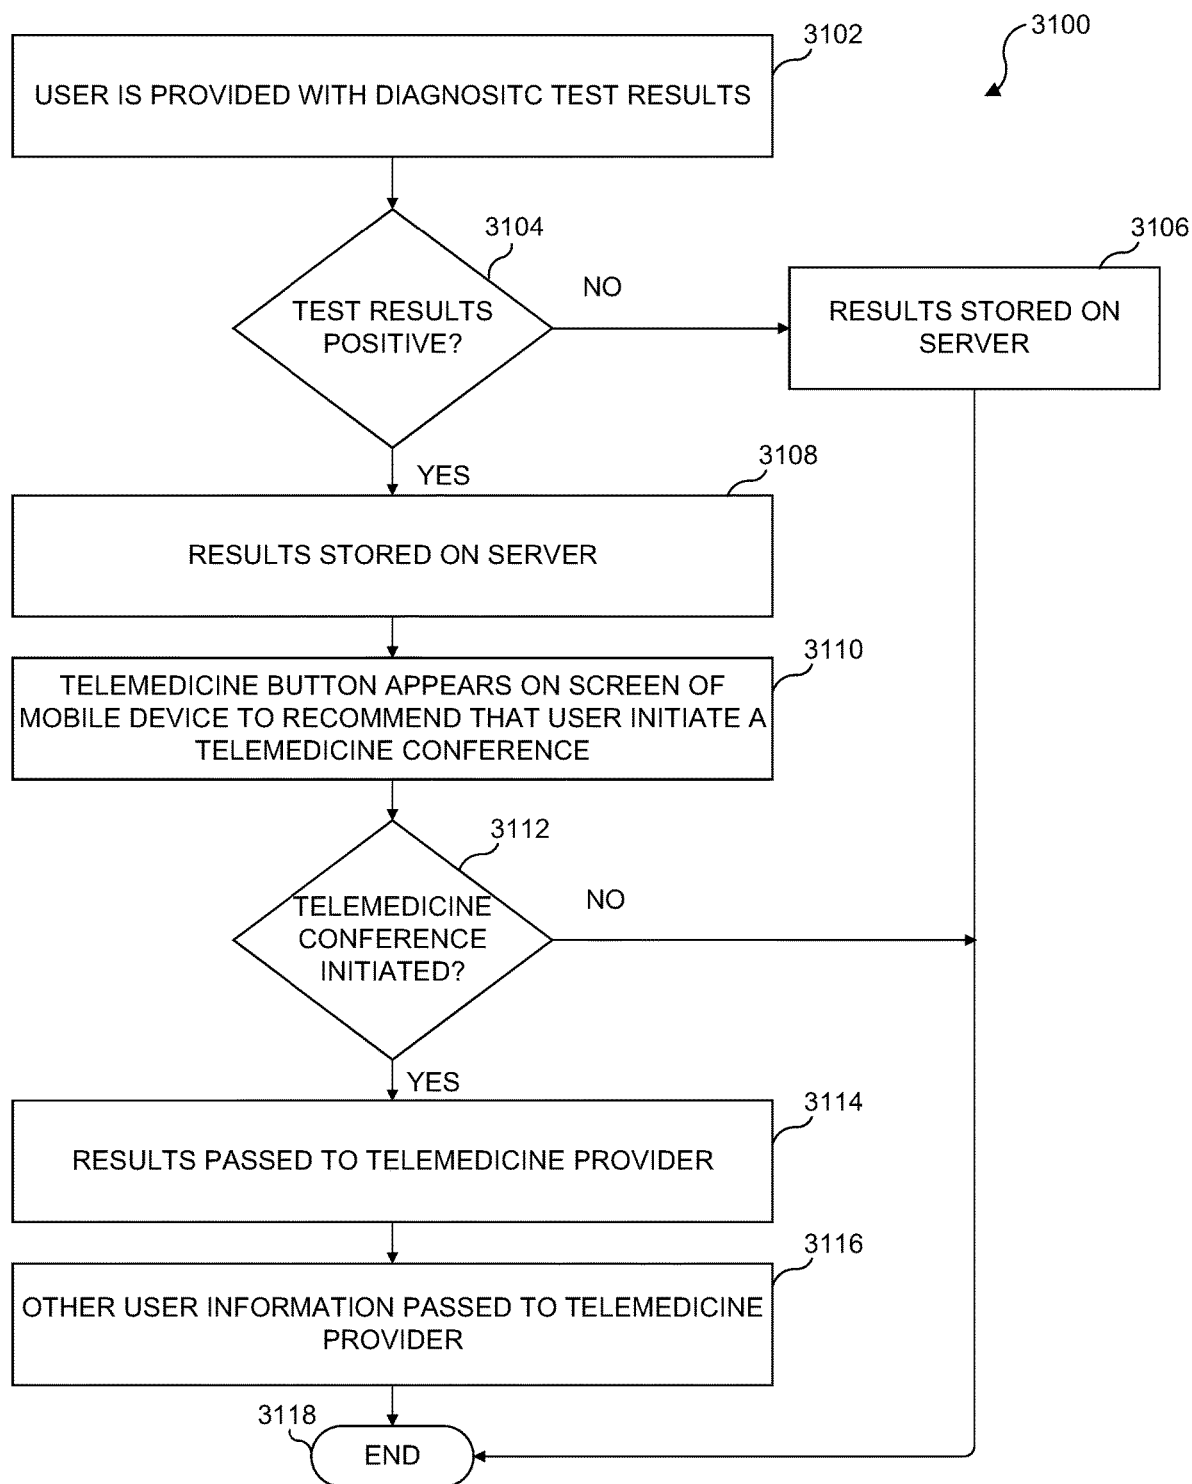 3100
3102
USER IS PROVIDED WITH DIAGNOSITC TEST RESULTS
3104
TEST RESULTS
POSITIVE?
NO
3106
RESULTS STORED ON
SERVER
YES
3108
RESULTS STORED ON SERVER
3110
TELEMEDICINE BUTTON APPEARS ON SCREEN OF
MOBILE DEVICE TO RECOMMEND THAT USER INITIATE A
TELEMEDICINE CONFERENCE
3112
TELEMEDICINE
CONFERENCE
INITIATED?
NO
YES
3114
RESULTS PASSED TO TELEMEDICINE PROVIDER
3116
OTHER USER INFORMATION PASSED TO TELEMEDICINE
PROVIDER
3118
END